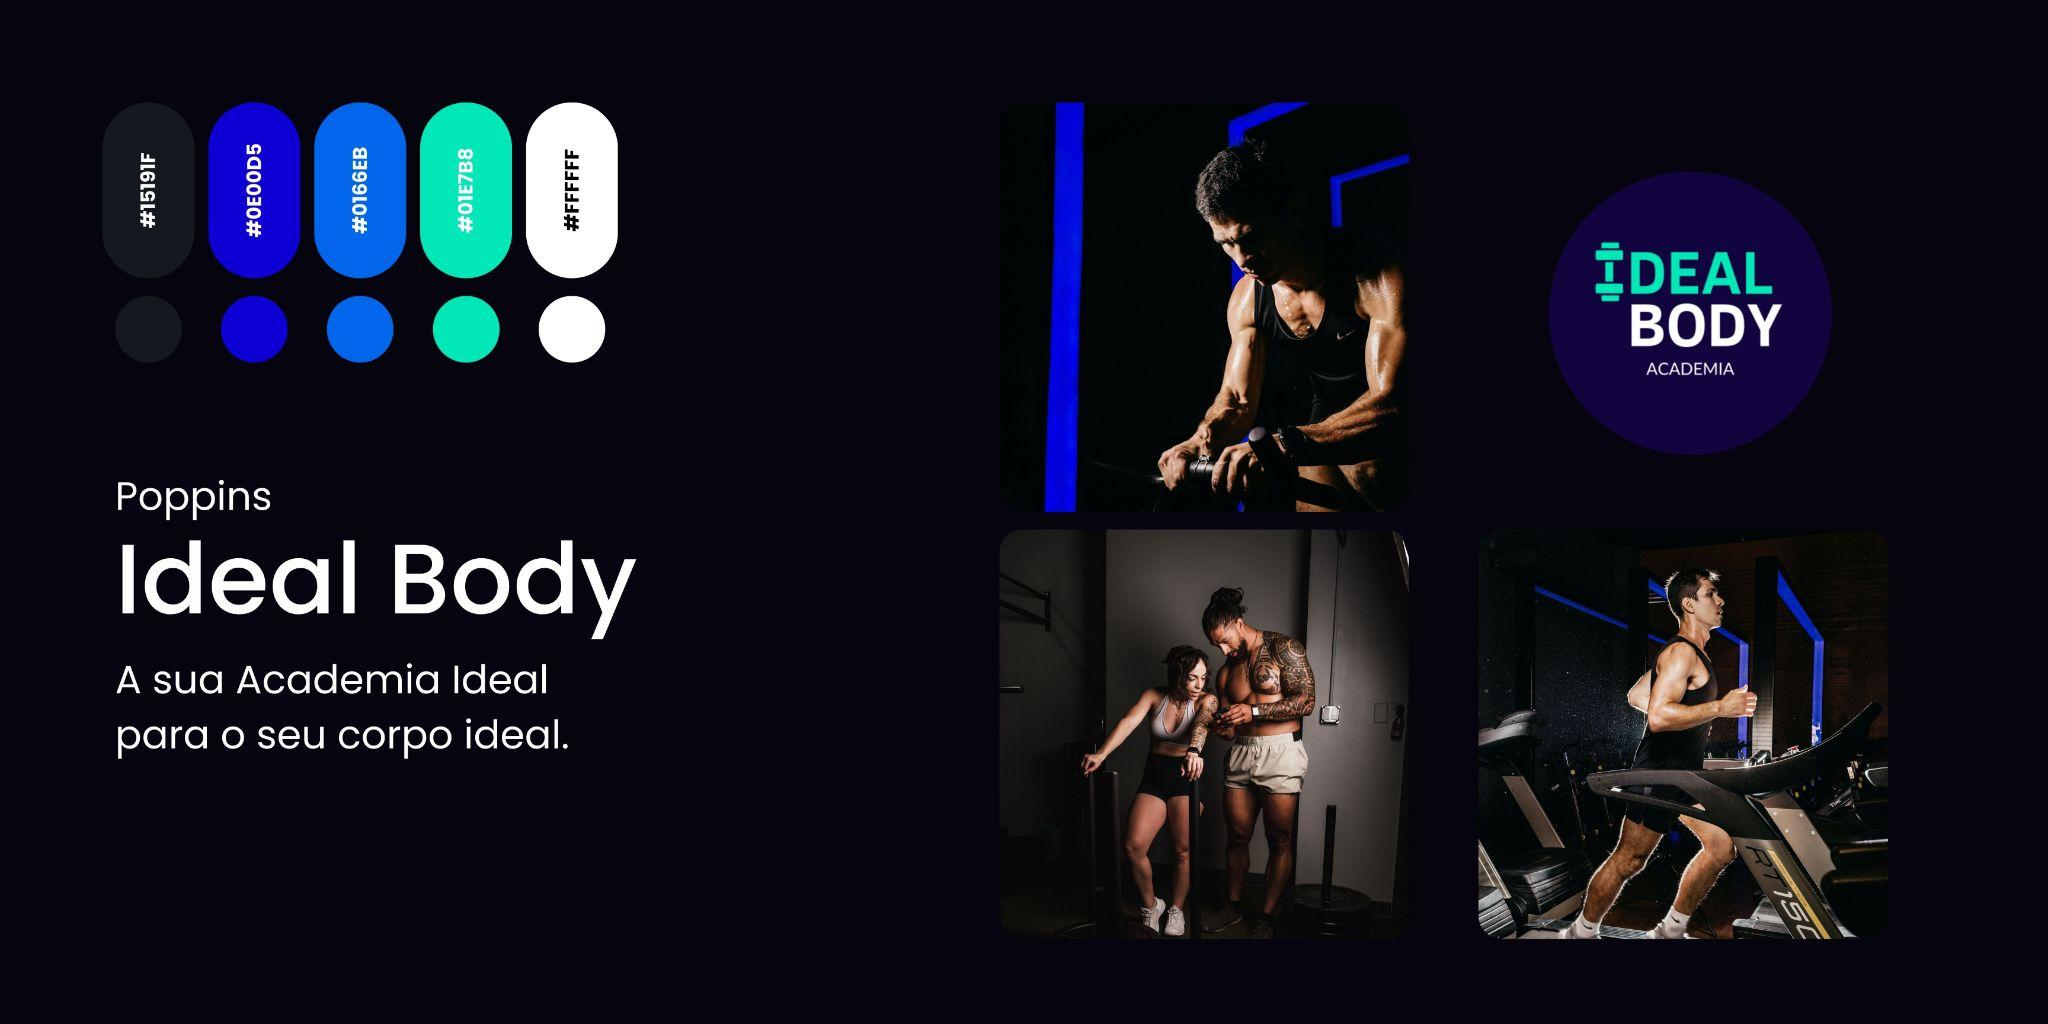 #15191F
#0E00D5
#0166EB
#01E7B8
#FFFFFF
Poppins
Ideal Body
A sua Academia Ideal
para o seu corpo ideal.
IDEAL
BODY
ACADEMIA